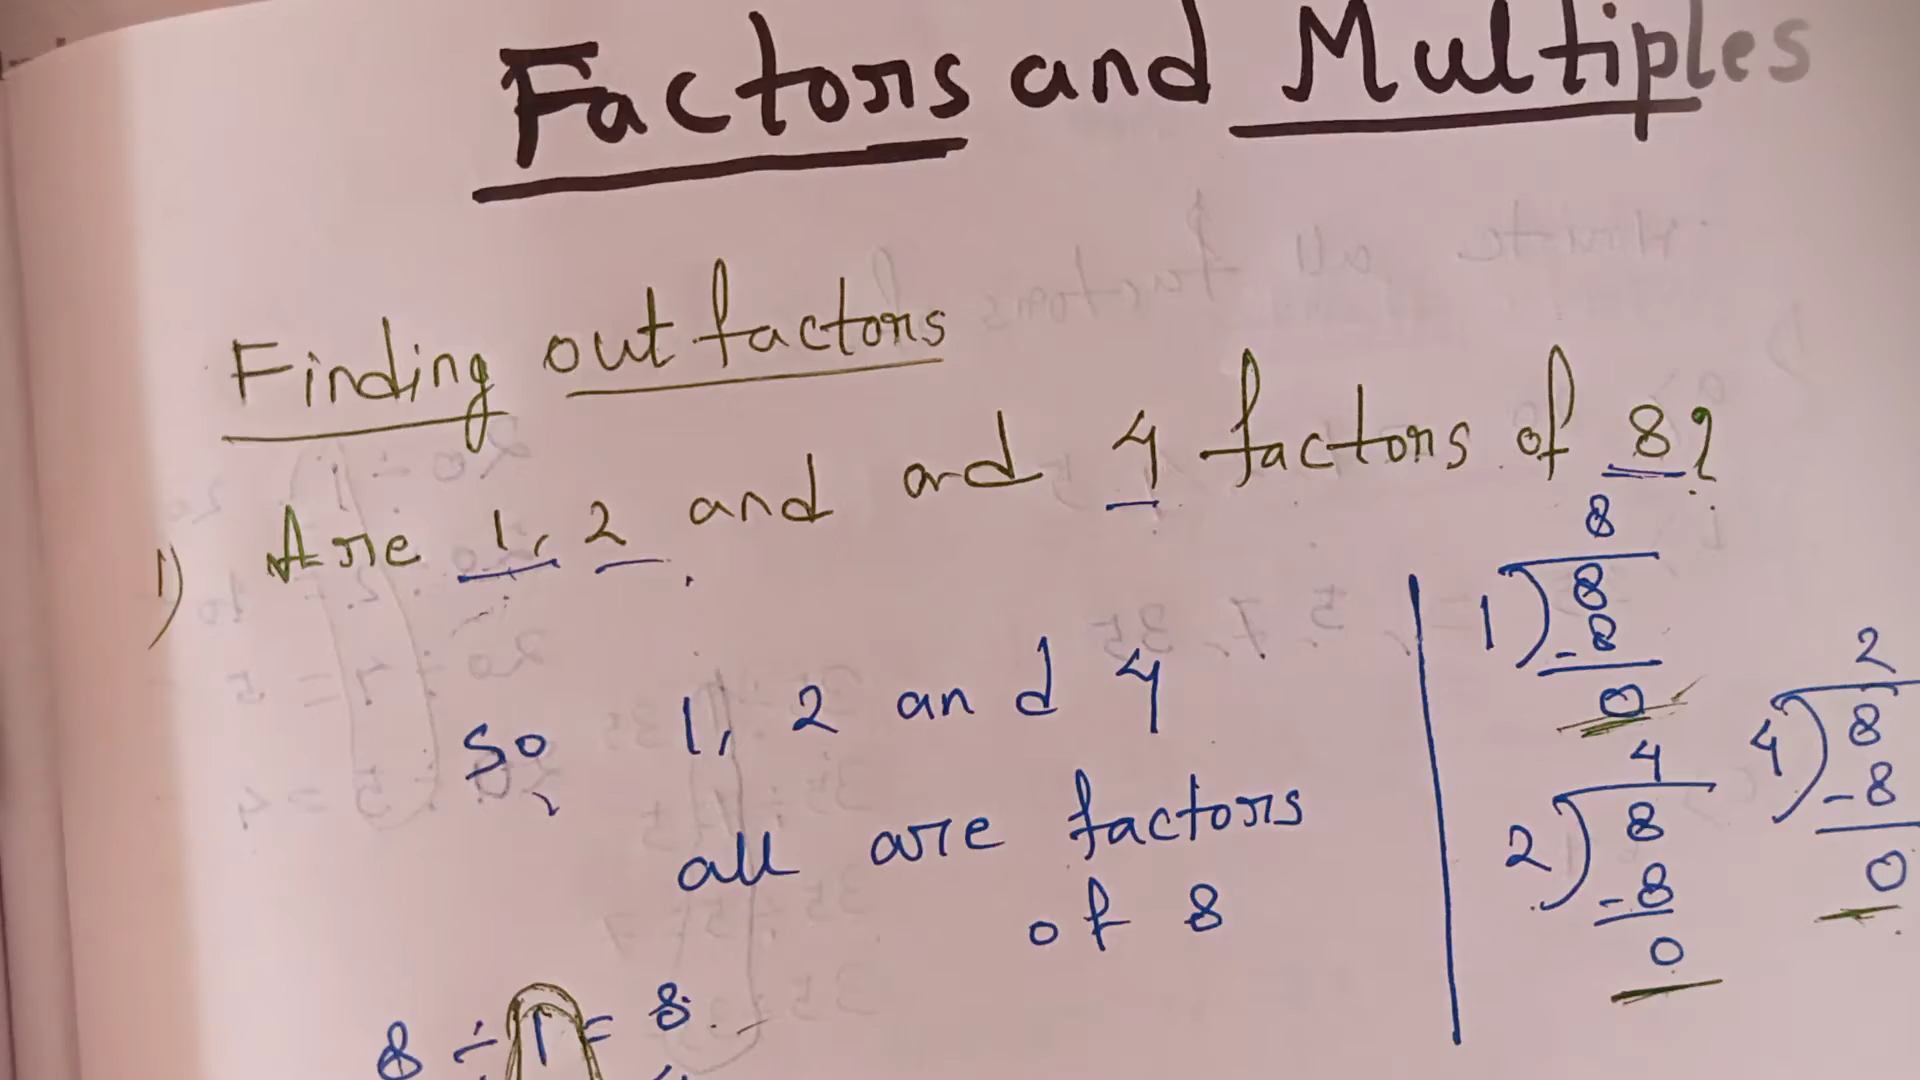 Factors and Multiples
Finding out factors
1) Are 1, 2 and and 4 factors of 8?
So, 1, 2 and 4
all are factors
of 8
8
1) 8
- 8
0
4
2) 8
- 8
0
2
4) 8
- 8
0
8 ÷ 1 = 8